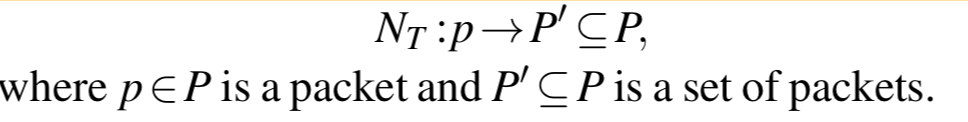 N_T : p → P′ ⊆ P,
where p ∈ P is a packet and P′ ⊆ P is a set of packets.